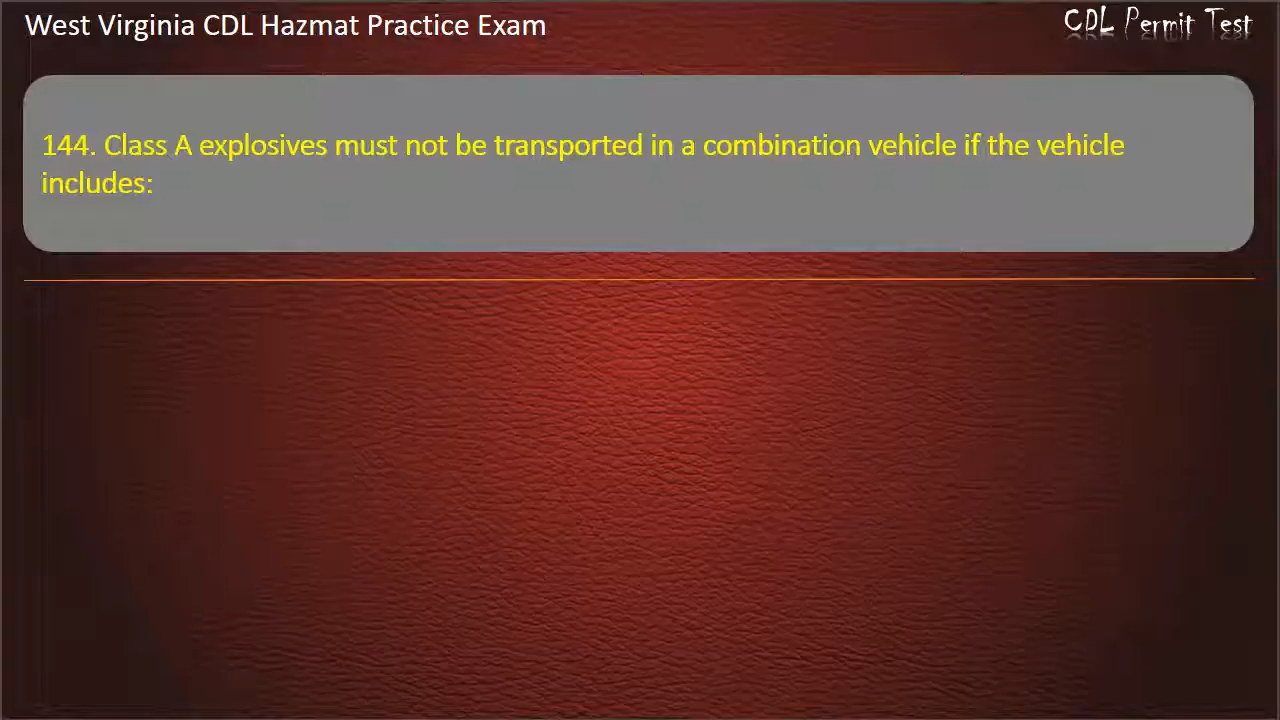 West Virginia CDL Hazmat Practice Exam
CDL Permit Test
144. Class A explosives must not be transported in a combination vehicle if the vehicle
includes: